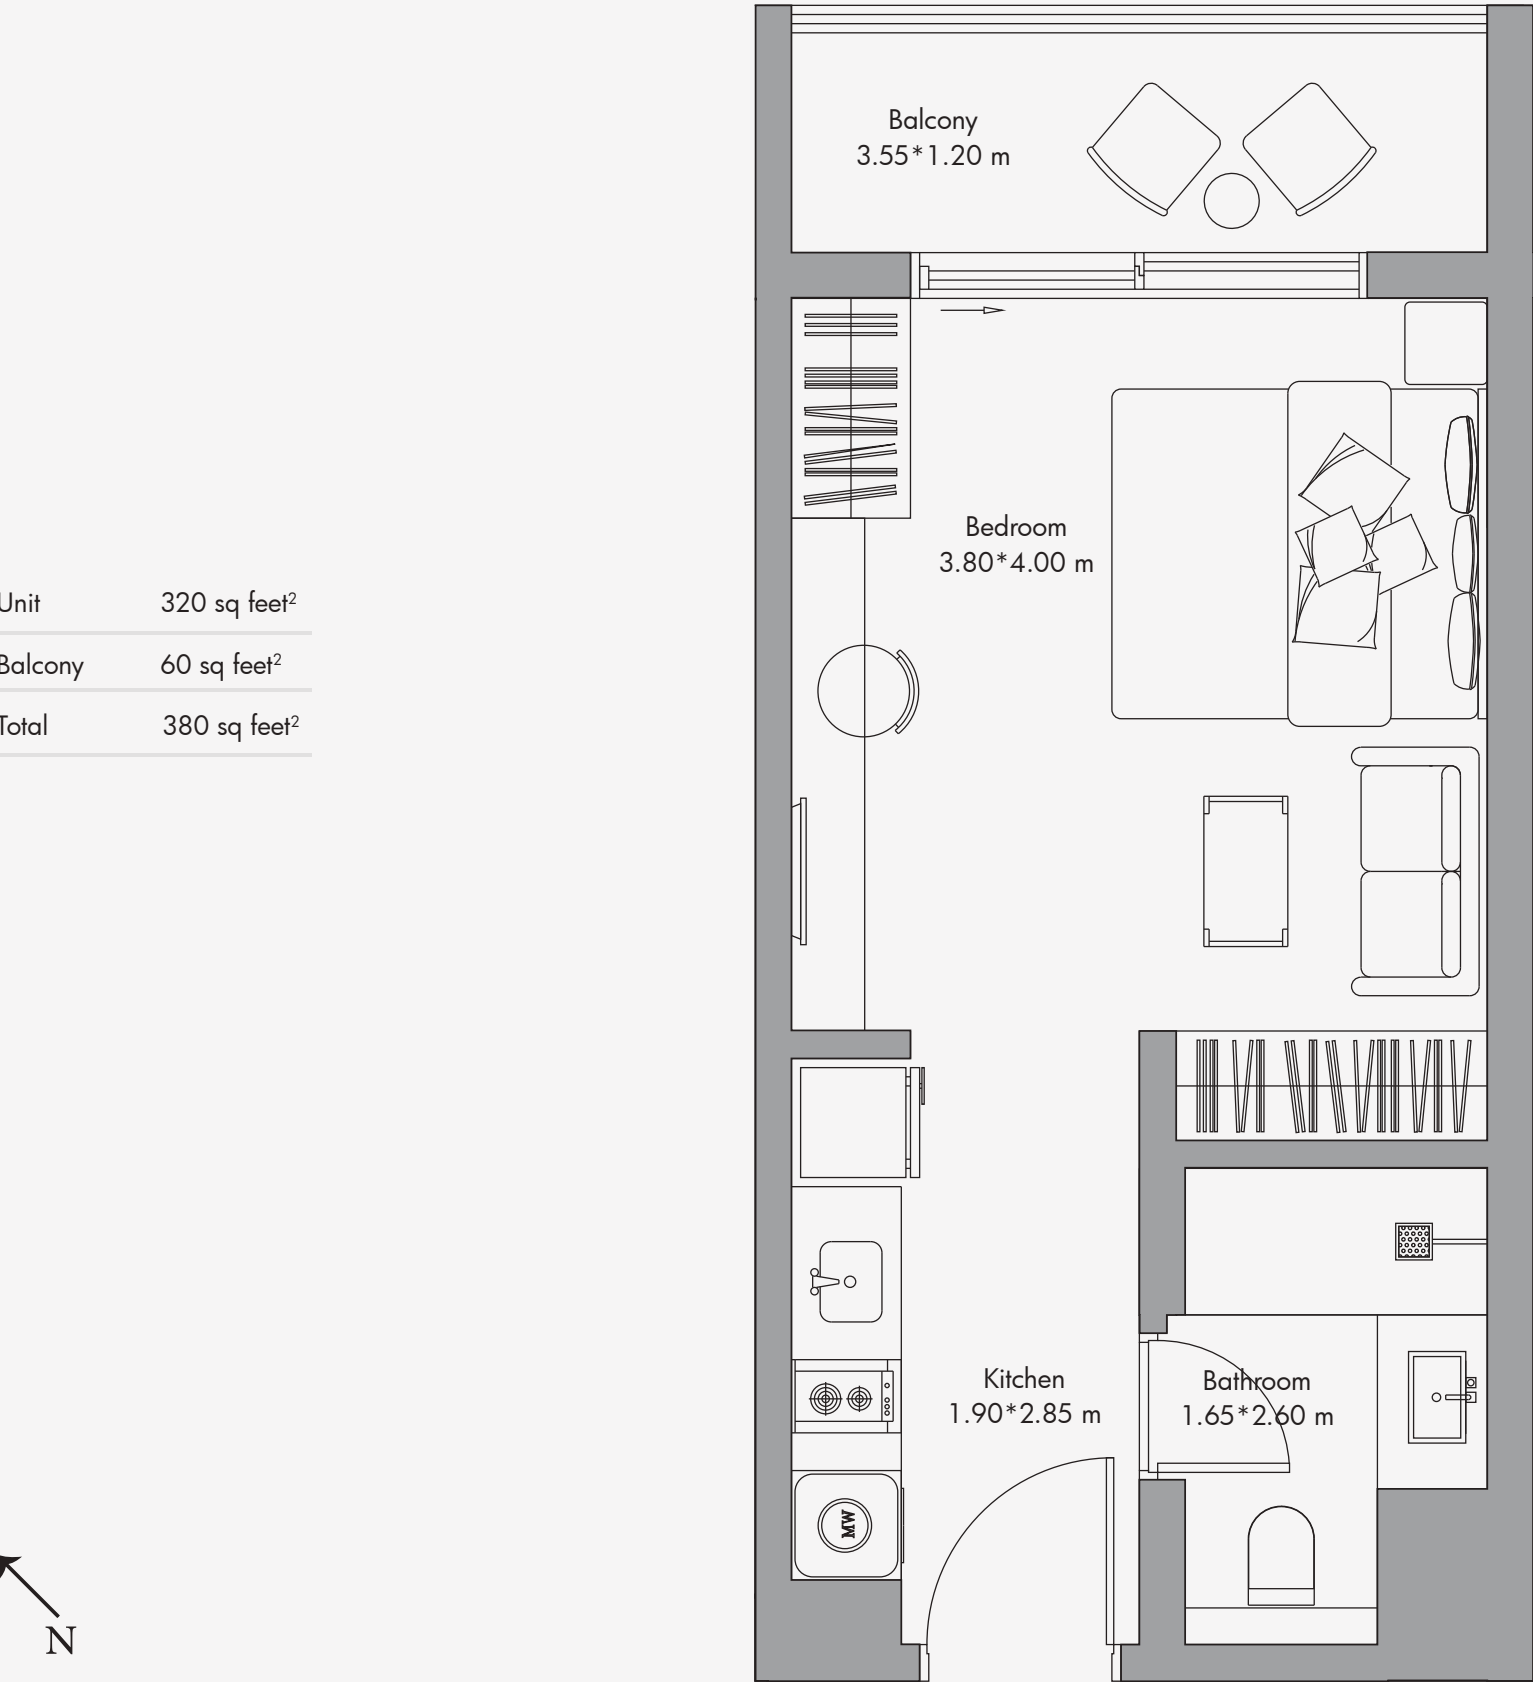 Balcony
3.55*1.20 m
Bedroom
3.80*4.00 m
Unit 320 sq feet²
Balcony 60 sq feet²
Total 380 sq feet²
Kitchen
1.90*2.85 m
Bathroom
1.65*2.60 m
MW
N